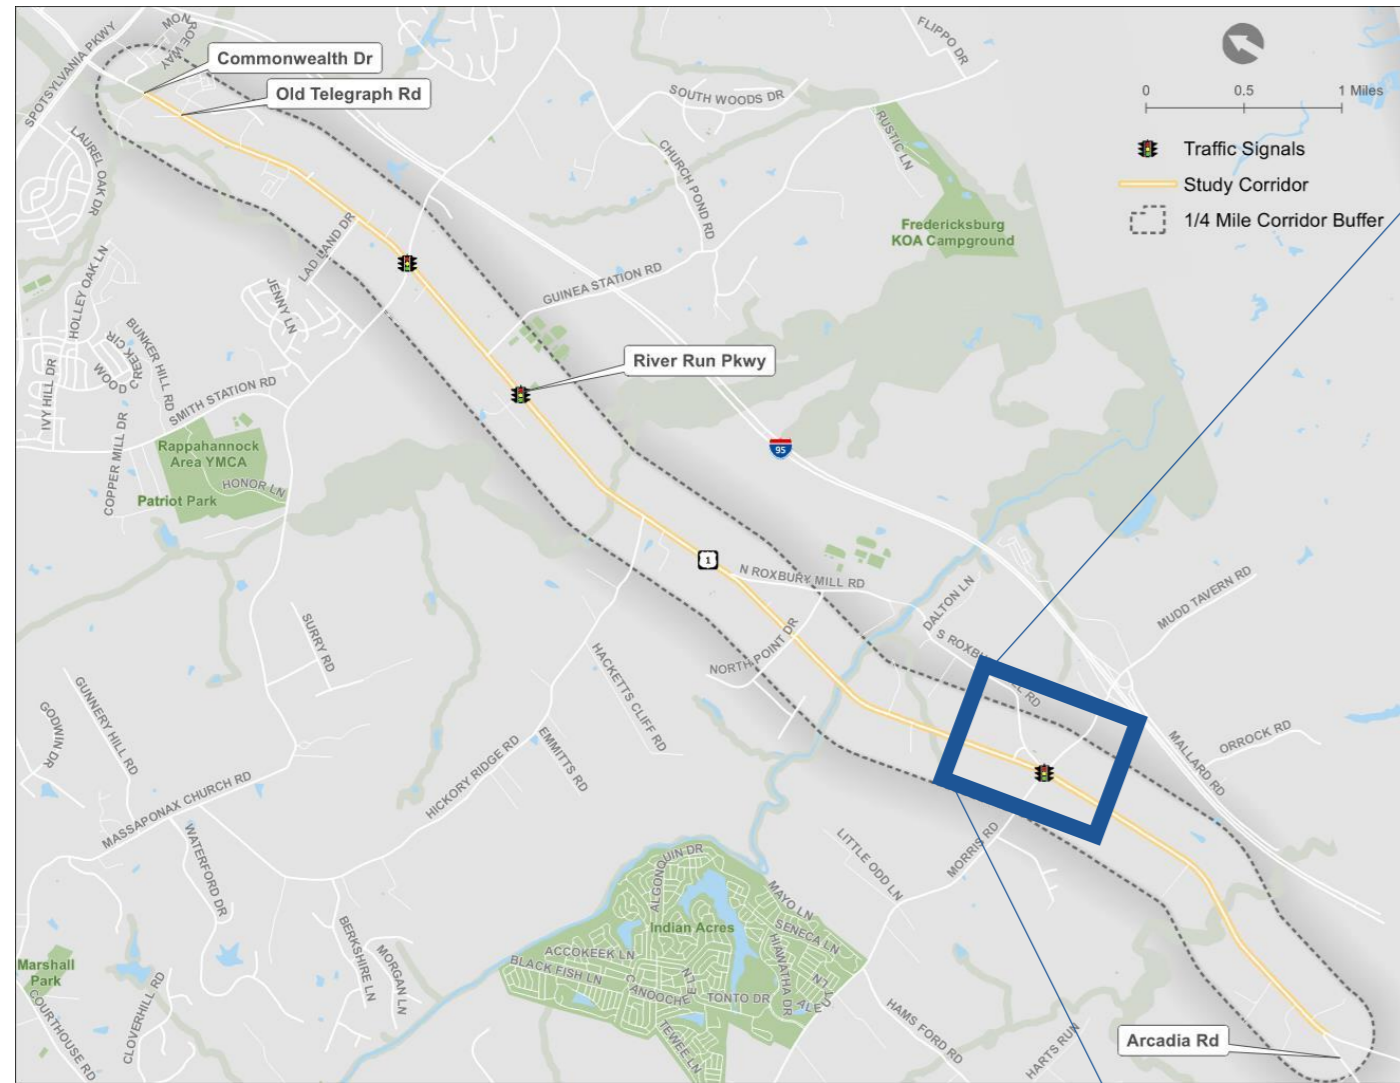 SPOTSYLVANIA PKWY
MONROE WAY
Commonwealth Dr
Old Telegraph Rd
FLIPPO DR
0 0.5 1 Miles
Traffic Signals
Study Corridor
1/4 Mile Corridor Buffer
SOUTH WOODS DR
RUSTIC LN
CHURCH POND RD
LAUREL OAK DR
Fredericksburg
KOA Campground
LADLAND DR
HOLLEY OAK LN
JENNY LN
GUINEA STATION RD
BUNKER HILL RD
WOOD CREEK CIR
River Run Pkwy
IVY HILL DR
SMITH STATION RD
COPPER MILL DR
Rappahannock
Area YMCA
HONOR LN
Patriot Park
95
1
N ROXBURY MILL RD
DALTON LN
MUDD TAVERN RD
SURRY RD
NORTH POINT DR
S ROXBURY MILL RD
HACKETTS CLIFF RD
GUNNERY HILL RD
GODWIN DR
EMMITTS RD
HICKORY RIDGE RD
MALLARD RD
ORROCK RD
MASSAPONAX CHURCH RD
WATERFORD DR
LITTLE ODD LN
MORRIS RD
ALGONQUIN DR
MAYO LN
SENECA LN
Indian Acres
HIAWATHA DR
BERKSHIRE LN
MORGAN LN
ACCOKEEK LN
BLACK FISH LN
CANOOCHE
TONTO DR
TEWEE LN
Marshall
Park
COURTHOUSE RD
CLOVERHILL RD
HAMS FORD RD
HARTS RUN
Arcadia Rd